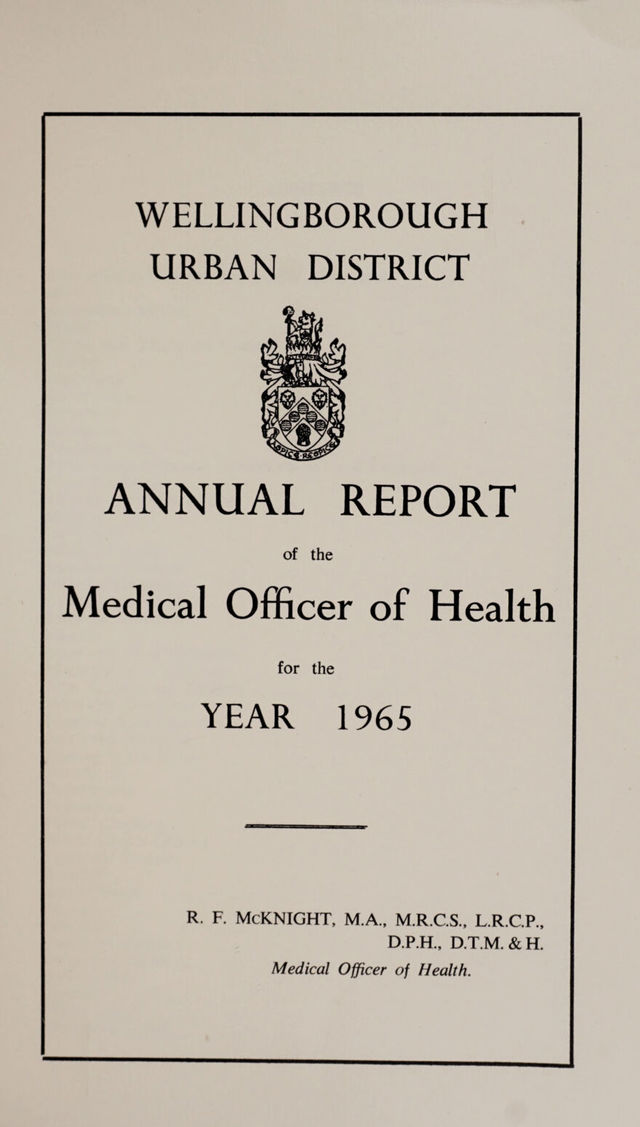 WELLINGBOROUGH
URBAN DISTRICT
ANNUAL REPORT
of the
Medical Officer of Health
for the
YEAR 1965
R. F. McKNIGHT, M.A., M.R.C.S., L.R.C.P.,
D.P.H., D.T.M. & H.
Medical Officer of Health.